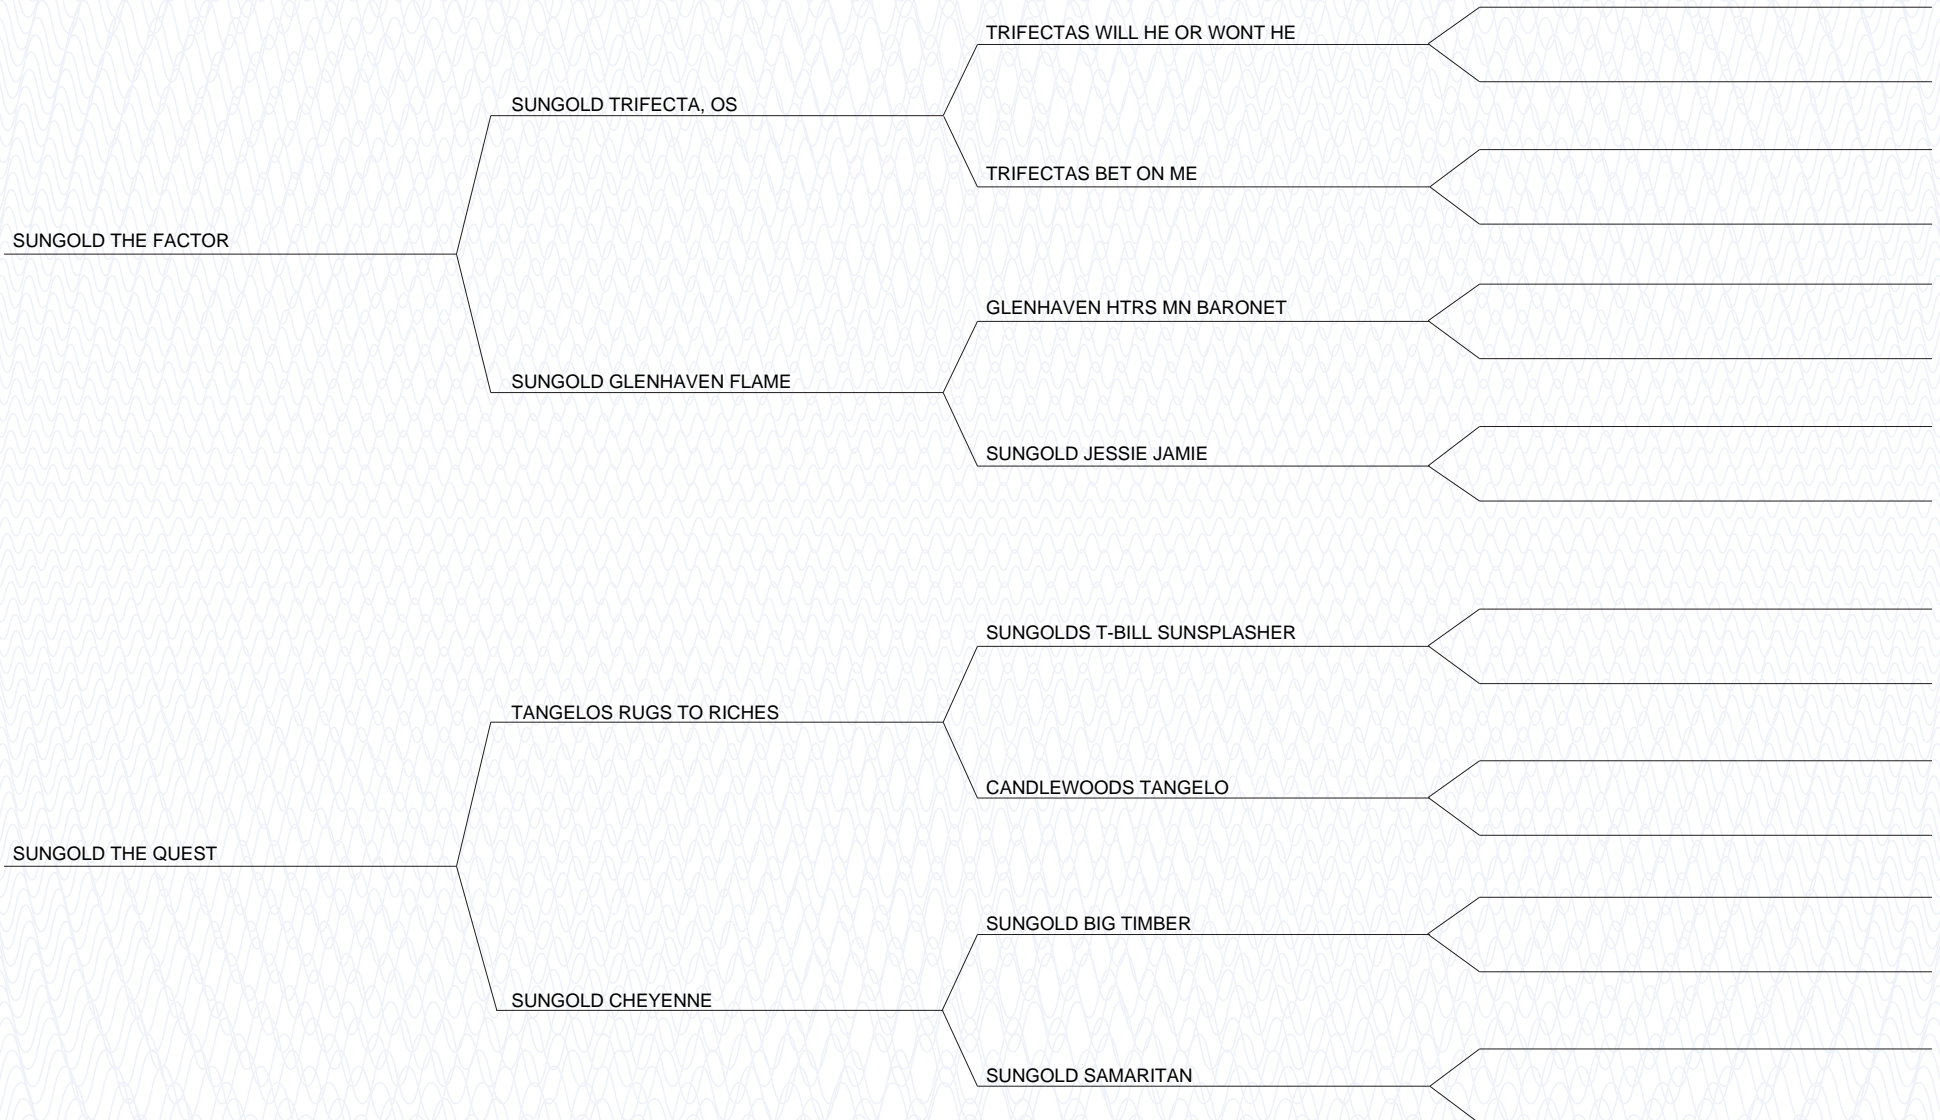 TRIFECTAS WILL HE OR WONT HE
SUNGOLD TRIFECTA, OS
TRIFECTAS BET ON ME
SUNGOLD THE FACTOR
GLENHAVEN HTRS MN BARONET
SUNGOLD GLENHAVEN FLAME
SUNGOLD JESSIE JAMIE
SUNGOLDS T-BILL SUNSPLASHER
TANGELOS RUGS TO RICHES
CANDLEWOODS TANGELO
SUNGOLD THE QUEST
SUNGOLD BIG TIMBER
SUNGOLD CHEYENNE
SUNGOLD SAMARITAN